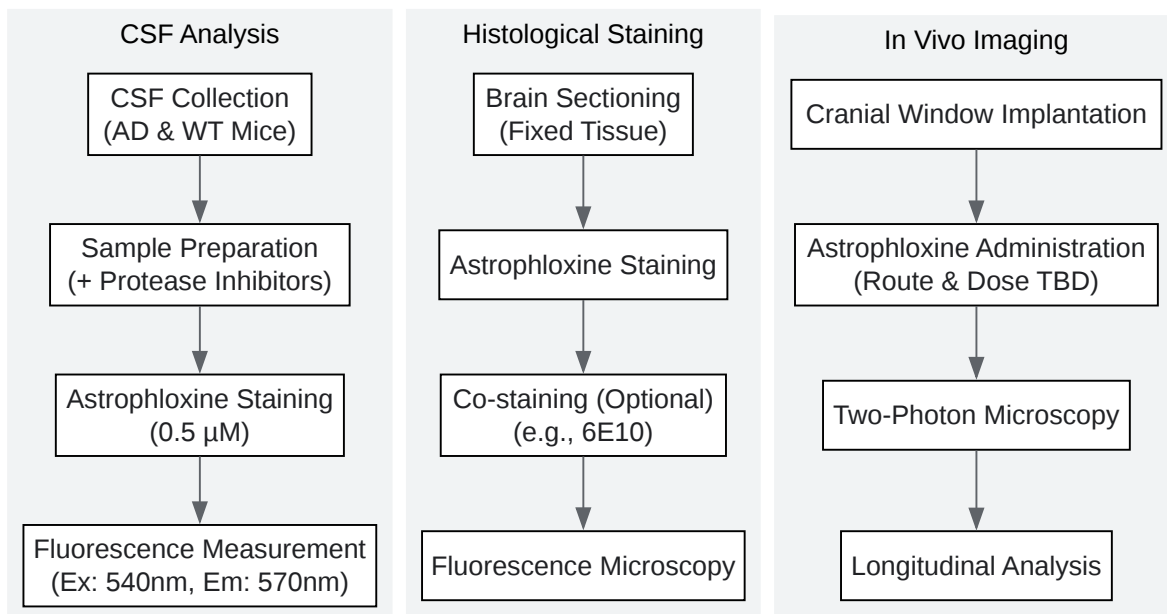 CSF Analysis
CSF Collection
(AD & WT Mice)
Sample Preparation
(+ Protease Inhibitors)
Astrophloxine Staining
(0.5 µM)
Fluorescence Measurement
(Ex: 540nm, Em: 570nm)
Histological Staining
Brain Sectioning
(Fixed Tissue)
Astrophloxine Staining
Co-staining (Optional)
(e.g., 6E10)
Fluorescence Microscopy
In Vivo Imaging
Cranial Window Implantation
Astrophloxine Administration
(Route & Dose TBD)
Two-Photon Microscopy
Longitudinal Analysis